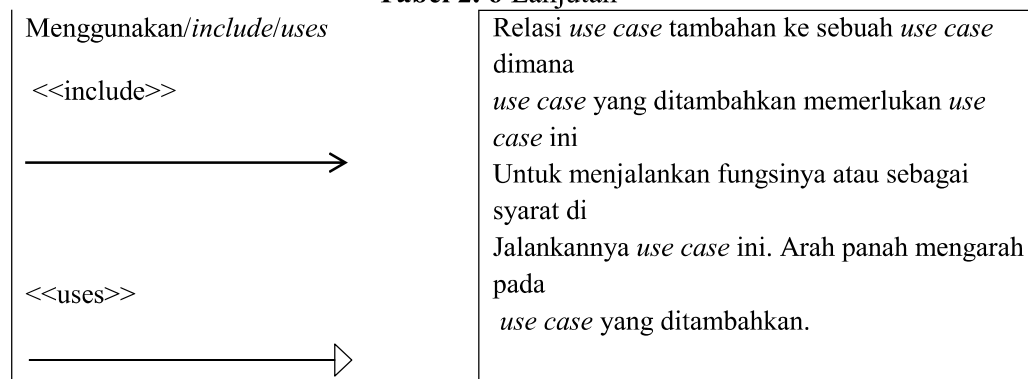 Tabel 2. 6 Lanjutan
Menggunakan/include/uses
<<include>>
<<uses>>
Relasi use case tambahan ke sebuah use case
dimana
use case yang ditambahkan memerlukan use
case ini
Untuk menjalankan fungsinya atau sebagai
syarat di
Jalankannya use case ini. Arah panah mengarah
pada
use case yang ditambahkan.